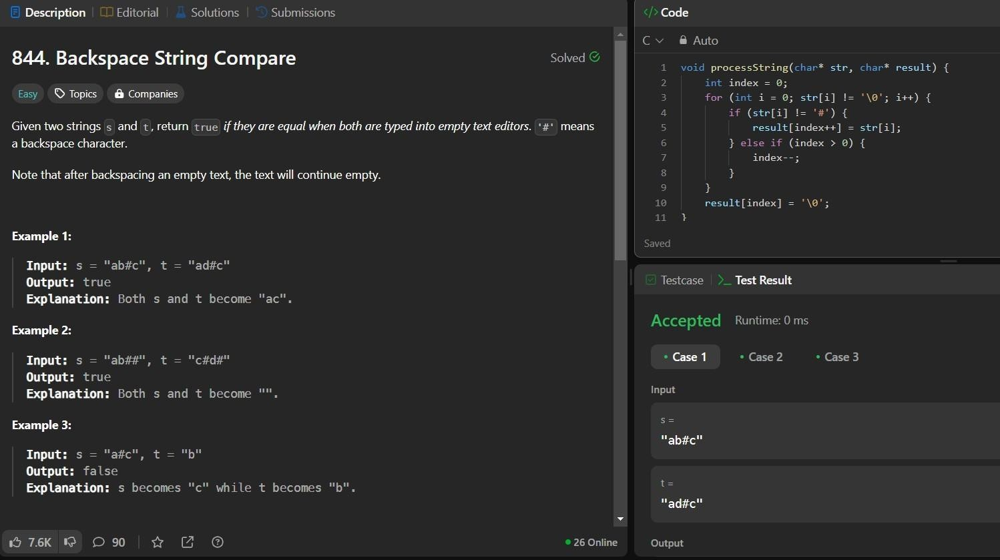 Description | Editorial | Solutions | Submissions
844. Backspace String Compare
Solved
Easy Topics Companies
Given two strings s and t, return true if they are equal when both are typed into empty text editors. '#' means
a backspace character.
Note that after backspacing an empty text, the text will continue empty.
Example 1:
Input: s = "ab#c", t = "ad#c"
Output: true
Explanation: Both s and t become "ac".
Example 2:
Input: s = "ab##", t = "c#d#"
Output: true
Explanation: Both s and t become "".
Example 3:
Input: s = "a#c", t = "b"
Output: false
Explanation: s becomes "c" while t becomes "b".
7.6K 90
26 Online
</> Code
C Auto
1 void processString(char* str, char* result) {
2 int index = 0;
3 for (int i = 0; str[i] != '\0'; i++) {
4 if (str[i] != '#') {
5 result[index++] = str[i];
6 } else if (index > 0) {
7 index--;
8 }
9 }
10 result[index] = '\0';
11 }
Saved
Testcase | >_ Test Result
Accepted Runtime: 0 ms
• Case 1 • Case 2 • Case 3
Input
s =
"ab#c"
t =
"ad#c"
Output